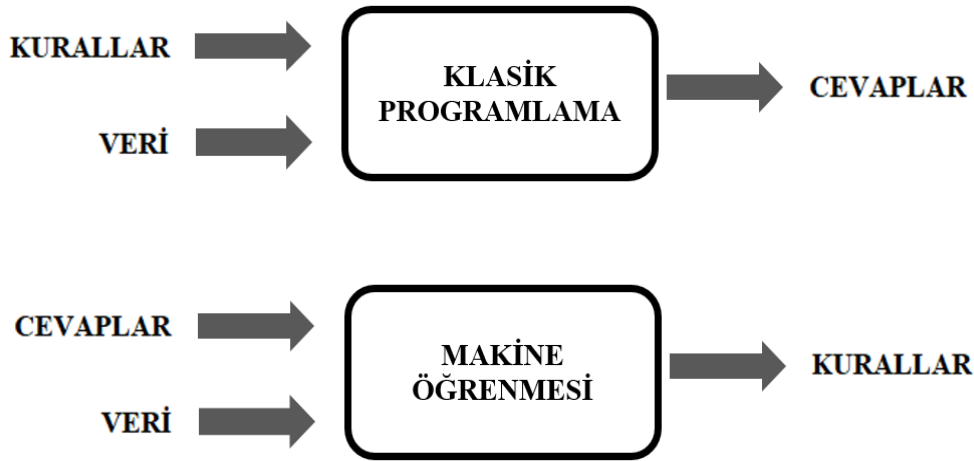 KURALLAR
VERİ
KLASİK
PROGRAMLAMA
CEVAPLAR
CEVAPLAR
VERİ
MAKİNE
ÖĞRENMESİ
KURALLAR